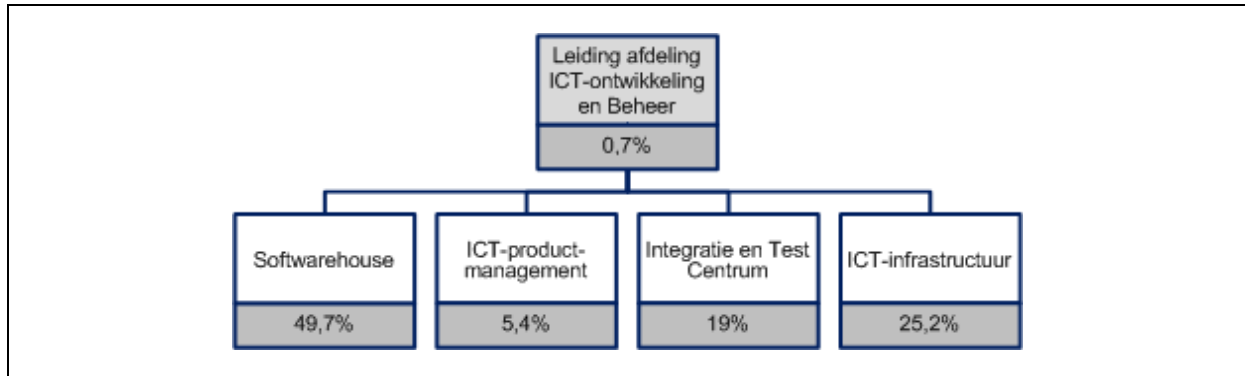 Leiding afdeling
ICT-ontwikkeling
en Beheer
0,7%
Softwarehouse
49,7%
ICT-product-
management
5,4%
Integratie en Test
Centrum
19%
ICT-infrastructuur
25,2%